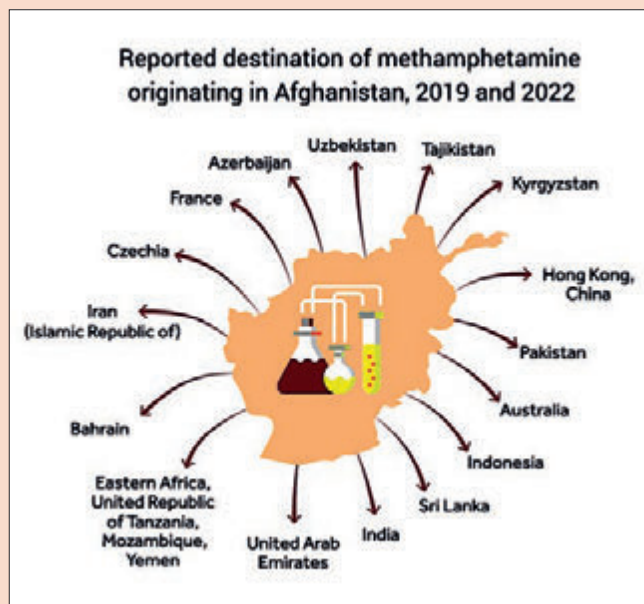 Reported destination of methamphetamine
originating in Afghanistan, 2019 and 2022
Uzbekistan
Tajikistan
Azerbaijan
Kyrgyzstan
France
Czechia
Hong Kong,
China
Iran
(Islamic Republic of)
Pakistan
Australia
Bahrain
Indonesia
Eastern Africa,
United Republic
of Tanzania,
Mozambique,
Yemen
Sri Lanka
India
United Arab
Emirates